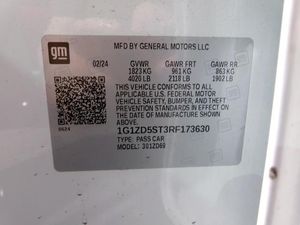 gm
MFD BY GENERAL MOTORS LLC
02/24 GVWR GAWR FRT GAWR RR
1823 KG 961 KG 863 KG
4020 LB 2118 LB 1902 LB
THIS VEHICLE CONFORMS TO ALL
APPLICABLE U.S. FEDERAL MOTOR
VEHICLE SAFETY, BUMPER, AND THEFT
PREVENTION STANDARDS IN EFFECT ON
THE DATE OF MANUFACTURE SHOWN ABOVE.
1G1ZD5ST3RF173630
TYPE: PASS CAR
MODEL: 301ZD69